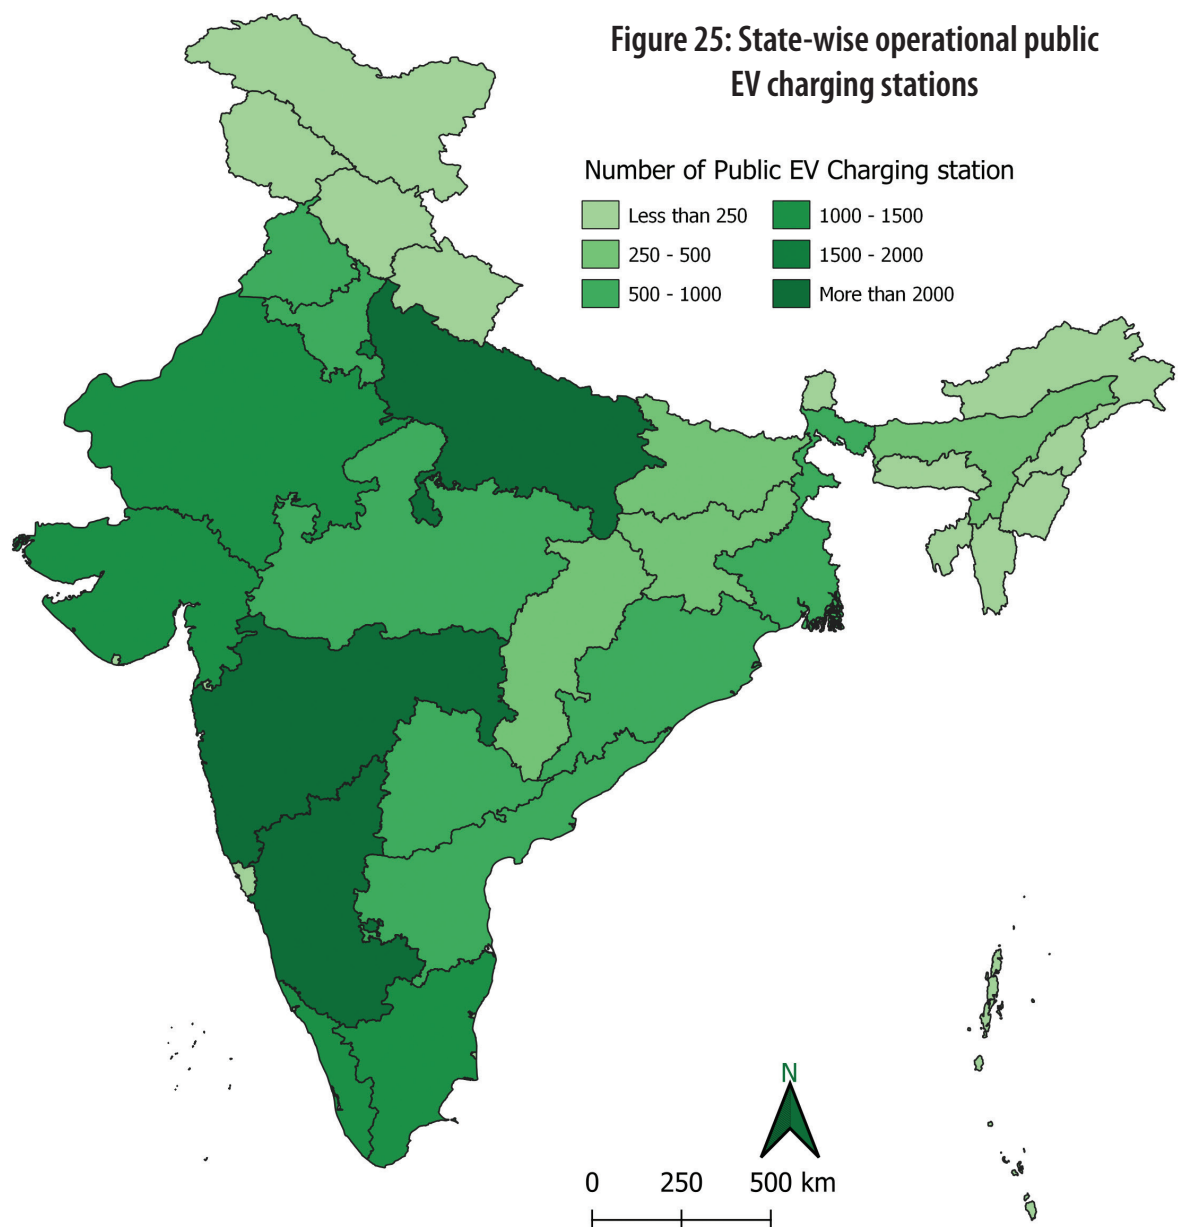 Figure 25: State-wise operational public
EV charging stations
Number of Public EV Charging station
Less than 250
250 - 500
500 - 1000
1000 - 1500
1500 - 2000
More than 2000
N
0 250 500 km